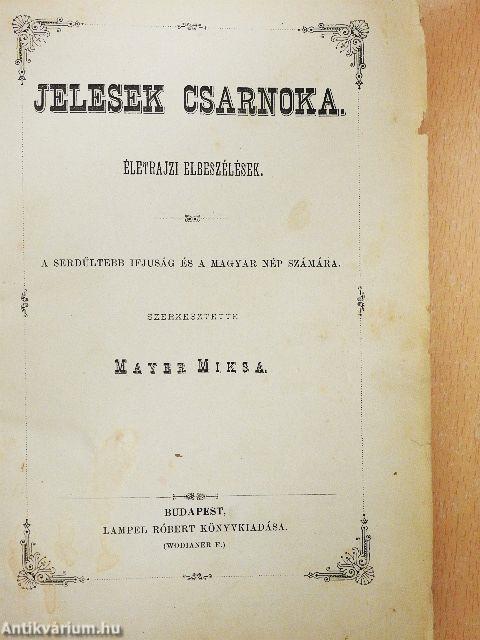 JELESEK CSARNOKA.
ÉLETRAJZI ELBESZÉLÉSEK.
A SERDÜLTEBB IFJUSÁG ÉS A MAGYAR NÉP SZÁMÁRA.
SZERKESZTETTE
MAYER MIKSA.
BUDAPEST,
LAMPEL RÓBERT KÖNYVKIADÁSA.
(WODIANER F.)
Antikvárium.hu